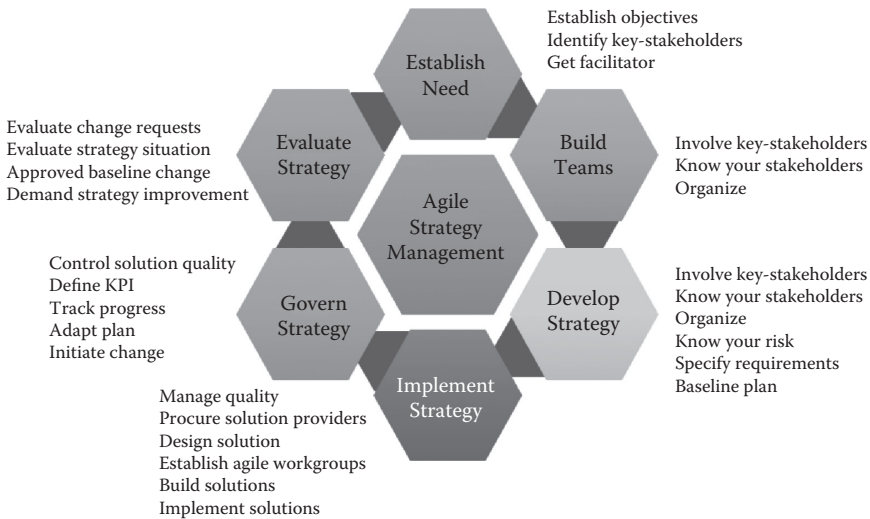 Establish
Need
Establish objectives
Identify key-stakeholders
Get facilitator
Build
Teams
Involve key-stakeholders
Know your stakeholders
Organize
Develop
Strategy
Involve key-stakeholders
Know your stakeholders
Organize
Know your risk
Specify requirements
Baseline plan
Implement
Strategy
Manage quality
Procure solution providers
Design solution
Establish agile workgroups
Build solutions
Implement solutions
Govern
Strategy
Control solution quality
Define KPI
Track progress
Adapt plan
Initiate change
Evaluate
Strategy
Evaluate change requests
Evaluate strategy situation
Approved baseline change
Demand strategy improvement
Agile
Strategy
Management